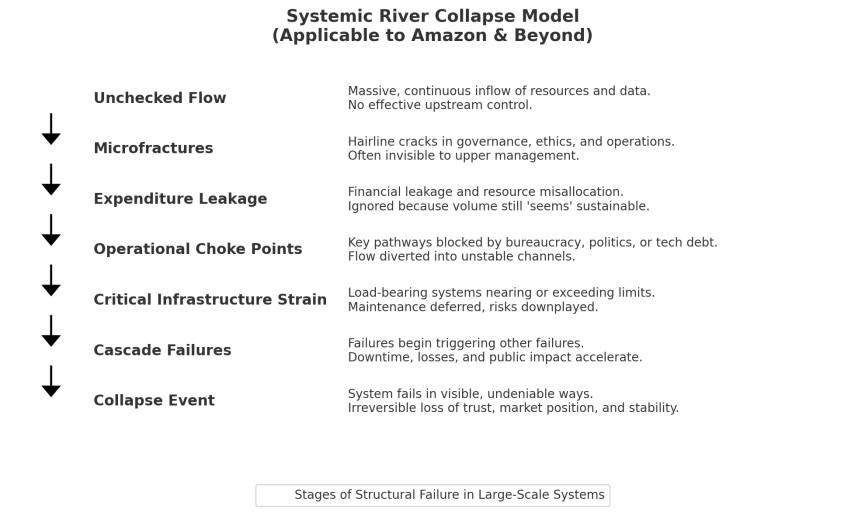 Systemic River Collapse Model
(Applicable to Amazon & Beyond)
Unchecked Flow
Massive, continuous inflow of resources and data.
No effective upstream control.
Microfractures
Hairline cracks in governance, ethics, and operations.
Often invisible to upper management.
Expenditure Leakage
Financial leakage and resource misallocation.
Ignored because volume still 'seems' sustainable.
Operational Choke Points
Key pathways blocked by bureaucracy, politics, or tech debt.
Flow diverted into unstable channels.
Critical Infrastructure Strain
Load-bearing systems nearing or exceeding limits.
Maintenance deferred, risks downplayed.
Cascade Failures
Failures begin triggering other failures.
Downtime, losses, and public impact accelerate.
Collapse Event
System fails in visible, undeniable ways.
Irreversible loss of trust, market position, and stability.
Stages of Structural Failure in Large-Scale Systems